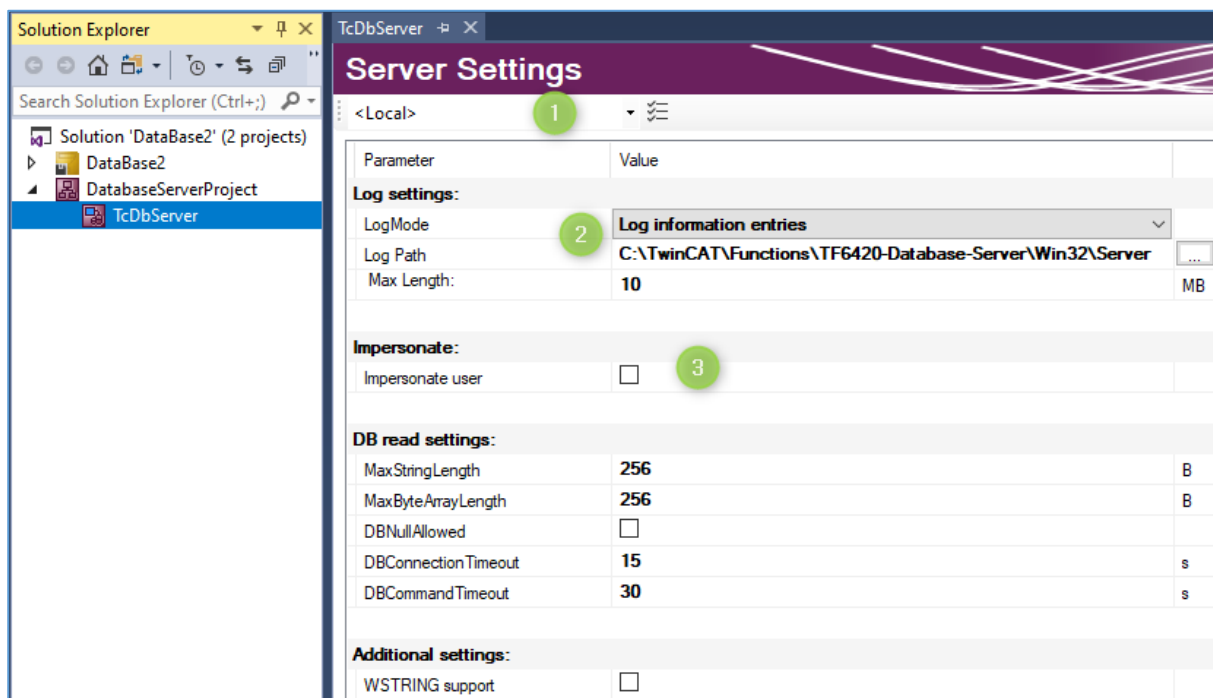 Solution Explorer
Search Solution Explorer (Ctrl+;)
Solution 'DataBase2' (2 projects)
DataBase2
DatabaseServerProject
TcDbServer
TcDbServer
Server Settings
<Local>
1
Parameter Value
Log settings:
LogMode Log information entries
2
Log Path C:\TwinCAT\Functions\TF6420-Database-Server\Win32\Server ...
Max Length: 10 MB
Impersonate:
Impersonate user
3
DB read settings:
MaxStringLength 256 B
MaxByteArrayLength 256 B
DBNullAllowed
DBConnectionTimeout 15 s
DBCommandTimeout 30 s
Additional settings:
WSTRING support